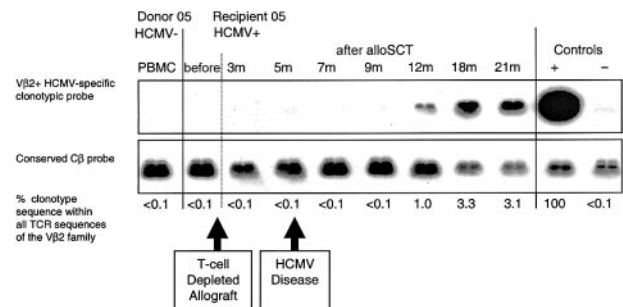 Donor 05 Recipient 05
HCMV- HCMV+
after alloSCT Controls
PBMC before 3m 5m 7m 9m 12m 18m 21m + –
Vβ2+ HCMV-specific
clonotypic probe
Conserved Cβ probe
% clonotype
sequence within
all TCR sequences
of the Vβ2 family
<0.1 <0.1 <0.1 <0.1 <0.1 <0.1 1.0 3.3 3.1 100 <0.1
T-cell
Depleted
Allograft
HCMV
Disease